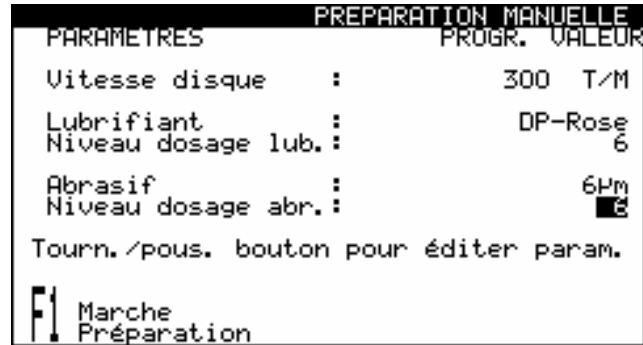 PREPARATION MANUELLE
PARAMETRES PROGR. VALEUR
Vitesse disque : 300 T/M
Lubrifiant : DP-Rose
Niveau dosage lub. : 6
Abrasif : 6µm
Niveau dosage abr. : 6
Tourn./pous. bouton pour éditer param.
F1 Marche
Préparation